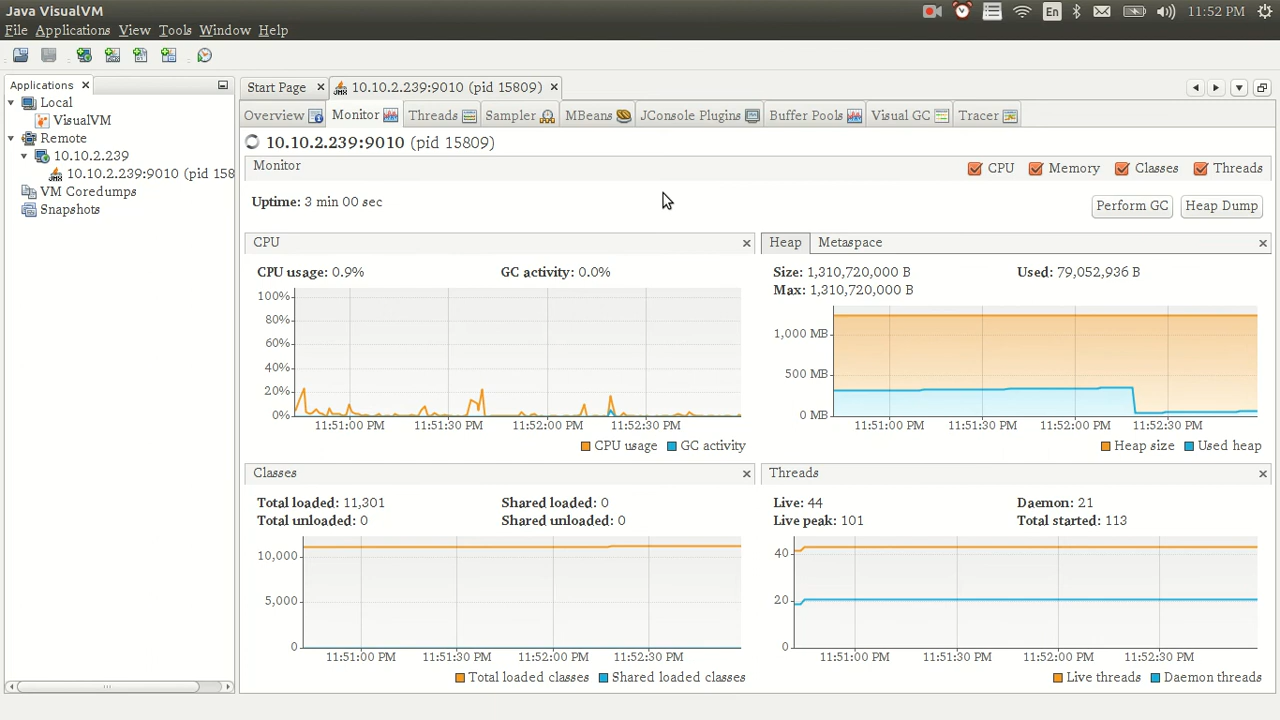 Java VisualVM
En
11:52 PM
File Applications View Tools Window Help
Applications
Local
VisualVM
Remote
10.10.2.239
10.10.2.239:9010 (pid 158
VM Coredumps
Snapshots
Start Page
JMX
10.10.2.239:9010 (pid 15809)
Overview Monitor Threads Sampler MBeans JConsole Plugins Buffer Pools Visual GC Tracer
10.10.2.239:9010 (pid 15809)
Monitor
CPU Memory Classes Threads
Uptime: 3 min 00 sec
Perform GC Heap Dump
CPU
CPU usage: 0.9% GC activity: 0.0%
100%
80%
60%
40%
20%
0%
11:51:00 PM 11:51:30 PM 11:52:00 PM 11:52:30 PM
CPU usage GC activity
Heap Metaspace
Size: 1,310,720,000 B Used: 79,052,936 B
Max: 1,310,720,000 B
1,000 MB
500 MB
0 MB
11:51:00 PM 11:51:30 PM 11:52:00 PM 11:52:30 PM
Heap size Used heap
Classes
Total loaded: 11,301 Shared loaded: 0
Total unloaded: 0 Shared unloaded: 0
10,000
5,000
0
11:51:00 PM 11:51:30 PM 11:52:00 PM 11:52:30 PM
Total loaded classes Shared loaded classes
Threads
Live: 44 Daemon: 21
Live peak: 101 Total started: 113
40
20
0
11:51:00 PM 11:51:30 PM 11:52:00 PM 11:52:30 PM
Live threads Daemon threads